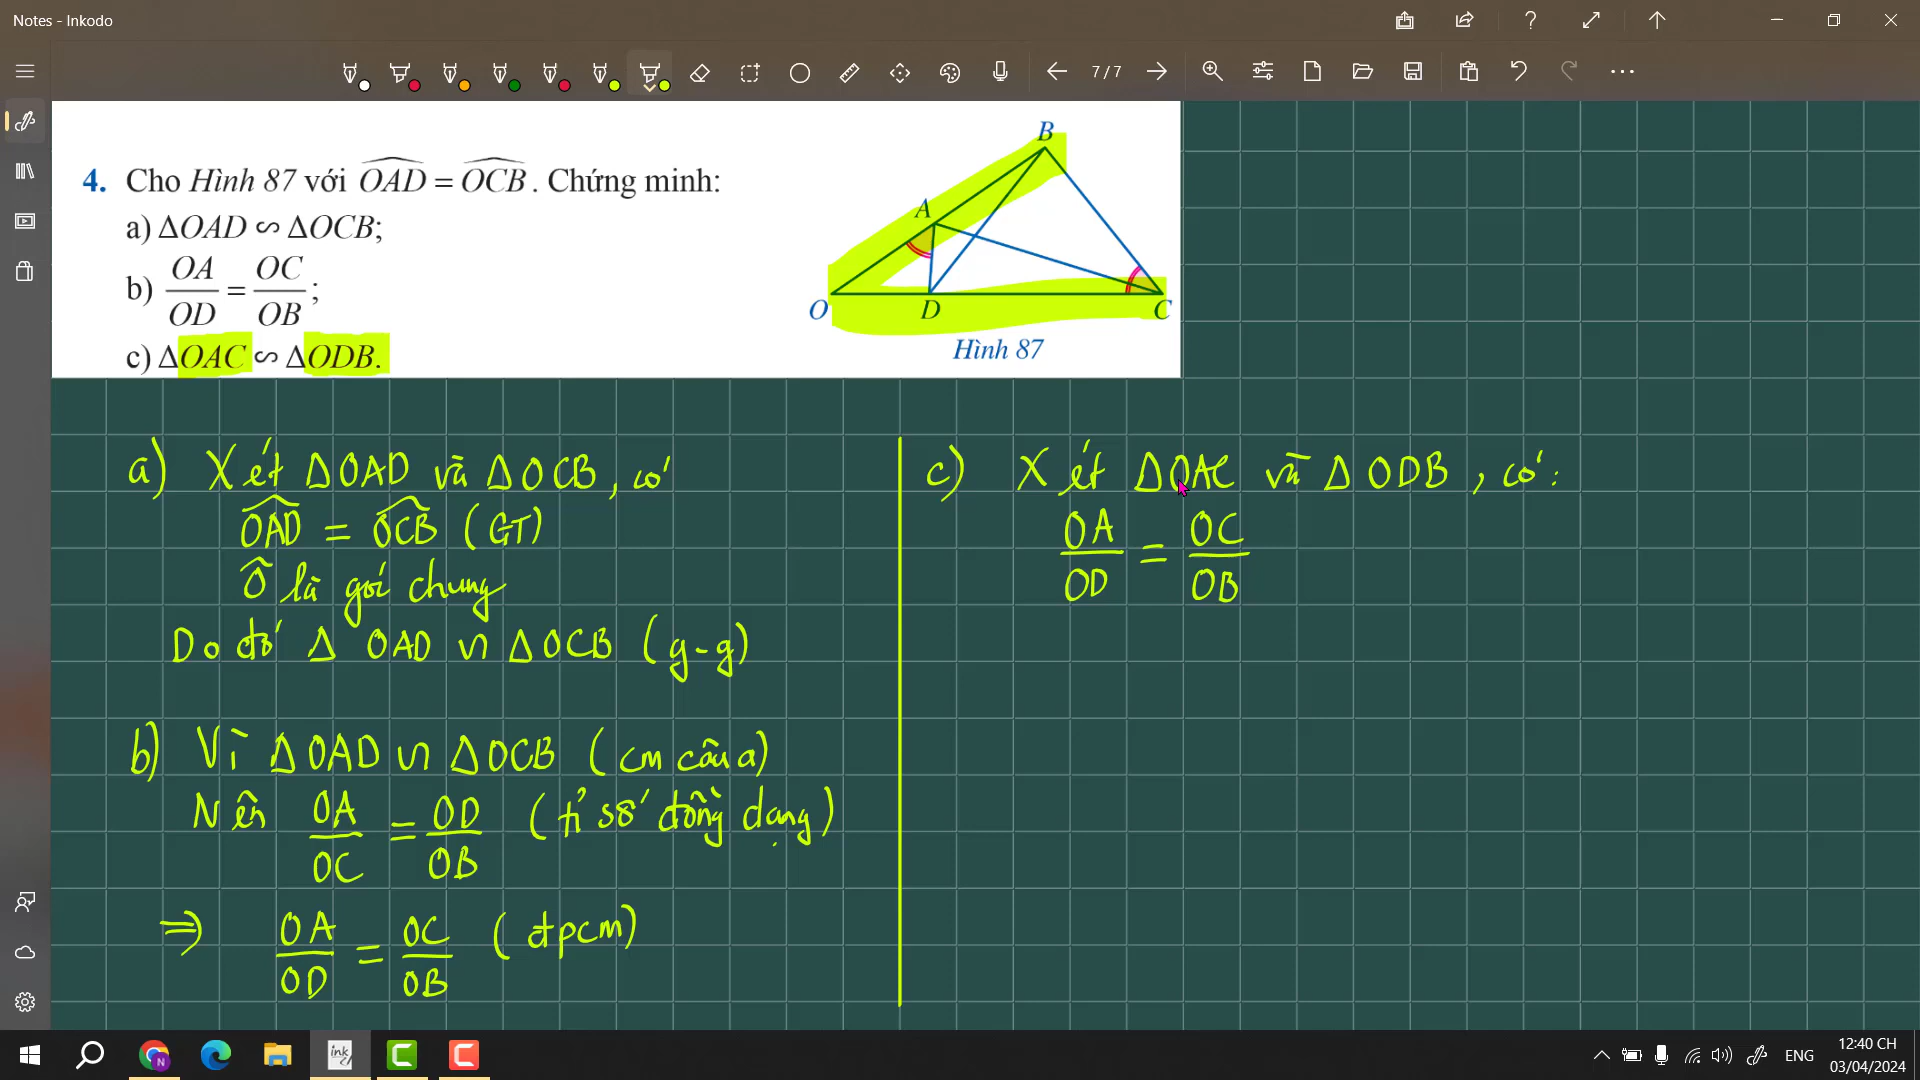 Notes - Inkodo
7 / 7
4. Cho Hình 87 với OAD = OCB. Chứng minh:
a) ΔOAD ∽ ΔOCB;
b) OA/OD = OC/OB;
c) ΔOAC ∽ ΔODB.
B
A
O
D
C
Hình 87
a) Xét ΔOAD và ΔOCB, có
OAD = OCB (GT)
Ô là góc chung
Do đó Δ OAD ∽ ΔOCB (g-g)
b) Vì ΔOAD ∽ ΔOCB (cm câu a)
Nên OA/OC = OD/OB (tỉ số đồng dạng)
⇒ OA/OD = OC/OB (đpcm)
c) Xét ΔOAC và ΔODB, có:
OA/OD = OC/OB
N
ink
ENG
12:40 CH
03/04/2024